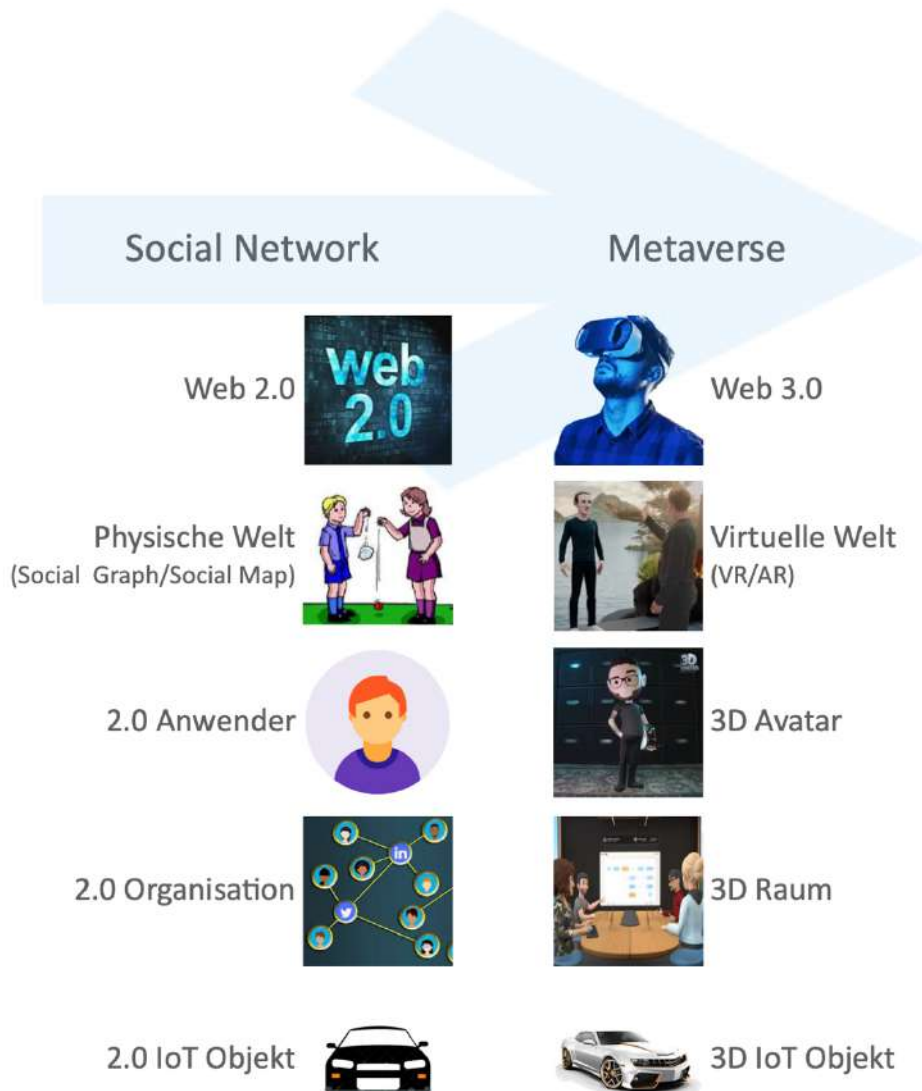 Social Network
Metaverse
Web 2.0
web
2.0
Web 3.0
Physische Welt
(Social Graph/Social Map)
Virtuelle Welt
(VR/AR)
2.0 Anwender
3D
3D Avatar
2.0 Organisation
in
3D Raum
2.0 IoT Objekt
3D IoT Objekt